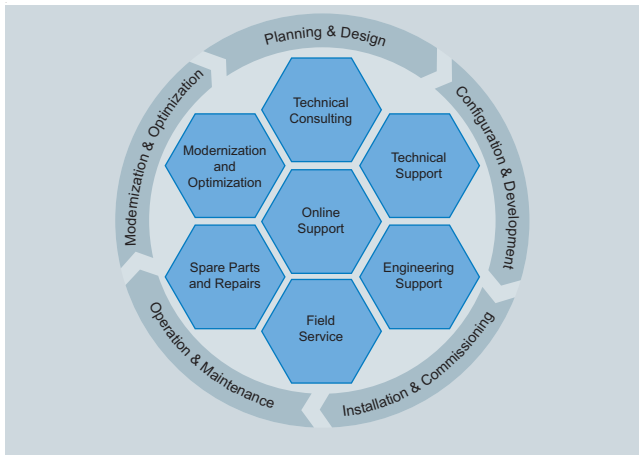 Planning & Design
Configuration & Development
Installation & Commissioning
Operation & Maintenance
Modernization & Optimization
Technical
Consulting
Modernization
and
Optimization
Technical
Support
Online
Support
Spare Parts
and Repairs
Engineering
Support
Field
Service